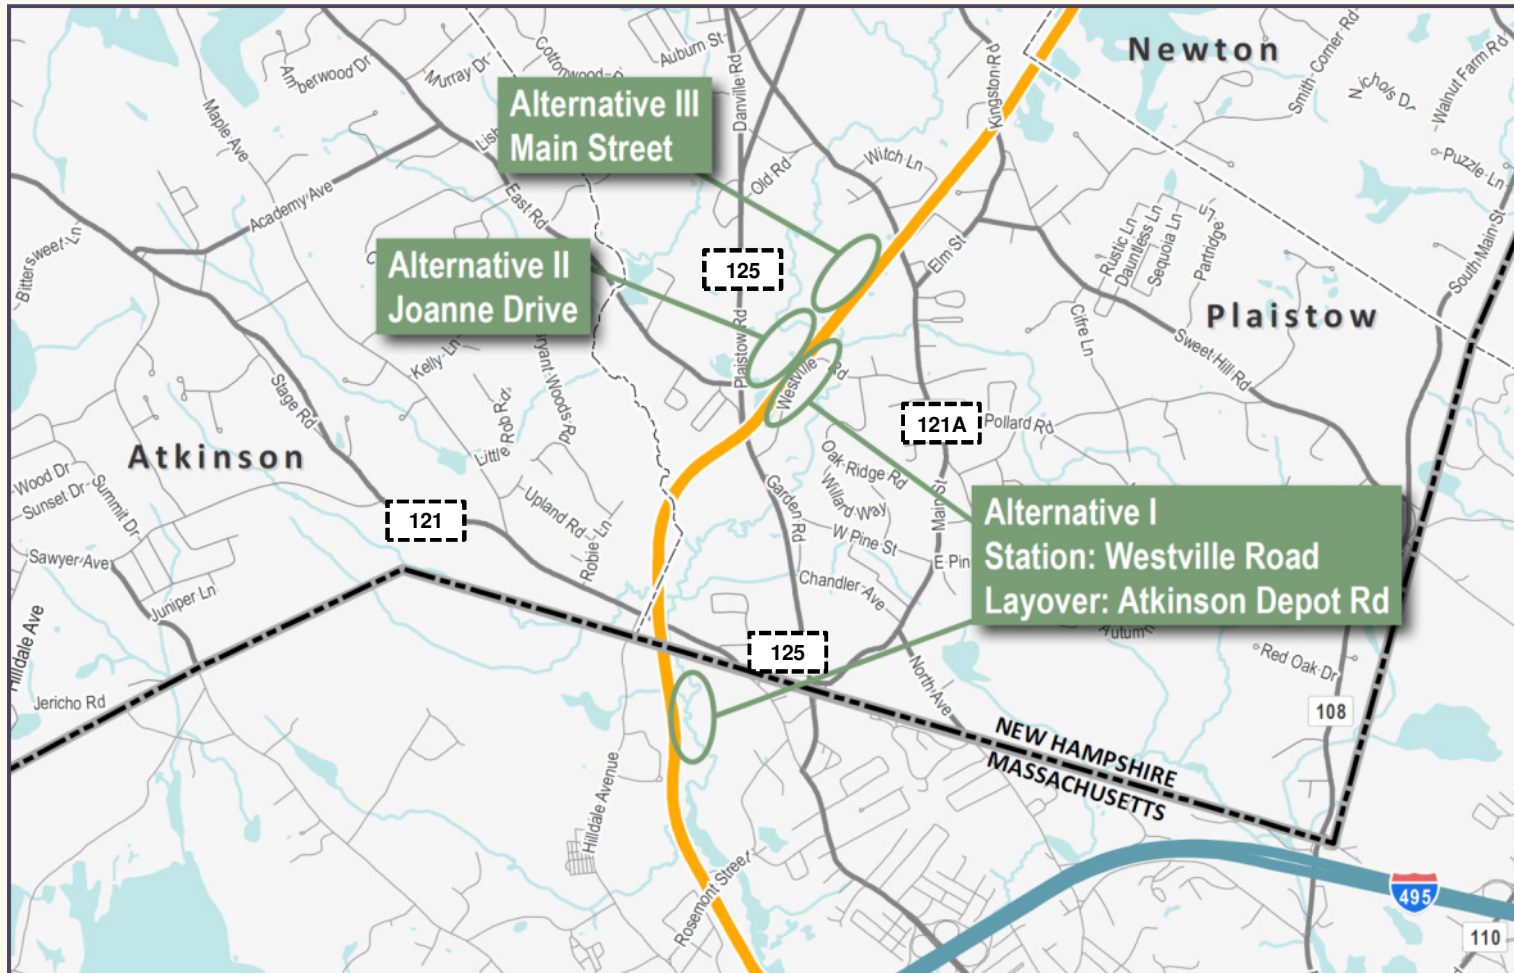 Newton
Smith Corner Rd
Nichols Dr
Walnut Farm Rd
Puzzle Ln
South Main St
Auburn St
Murray Dr
Amberwood Dr
Maple Ave
Danville Rd
Kingston Rd
Alternative III
Main Street
Old Rd
Witch Ln
Academy Ave
East Rd
Bittersweet Ln
Elm St
Rustic Ln
Dauntless Ln
Sequoia Ln
Partridge Ln
125
Alternative II
Joanne Drive
Plaistow Rd
Plaistow
Cifre Ln
Sweet Hill Rd
Kelly Ln
Bryant Woods Rd
Westville Rd
Stage Rd
Little Rob Rd
121A
Pollard Rd
Atkinson
Wood Dr
Sunset Dr
Summit Dr
Oak Ridge Rd
Willard Way
Garden Rd
Main St
121
Upland Rd
Robie Ln
W Pine St
E Pin
Alternative I
Station: Westville Road
Layover: Atkinson Depot Rd
Sawyer Ave
Juniper Ln
Chandler Ave
Hilldale Ave
Jericho Rd
125
North Ave
Red Oak Dr
108
NEW HAMPSHIRE
MASSACHUSETTS
Hilldale Avenue
Rosemont Street
495
110